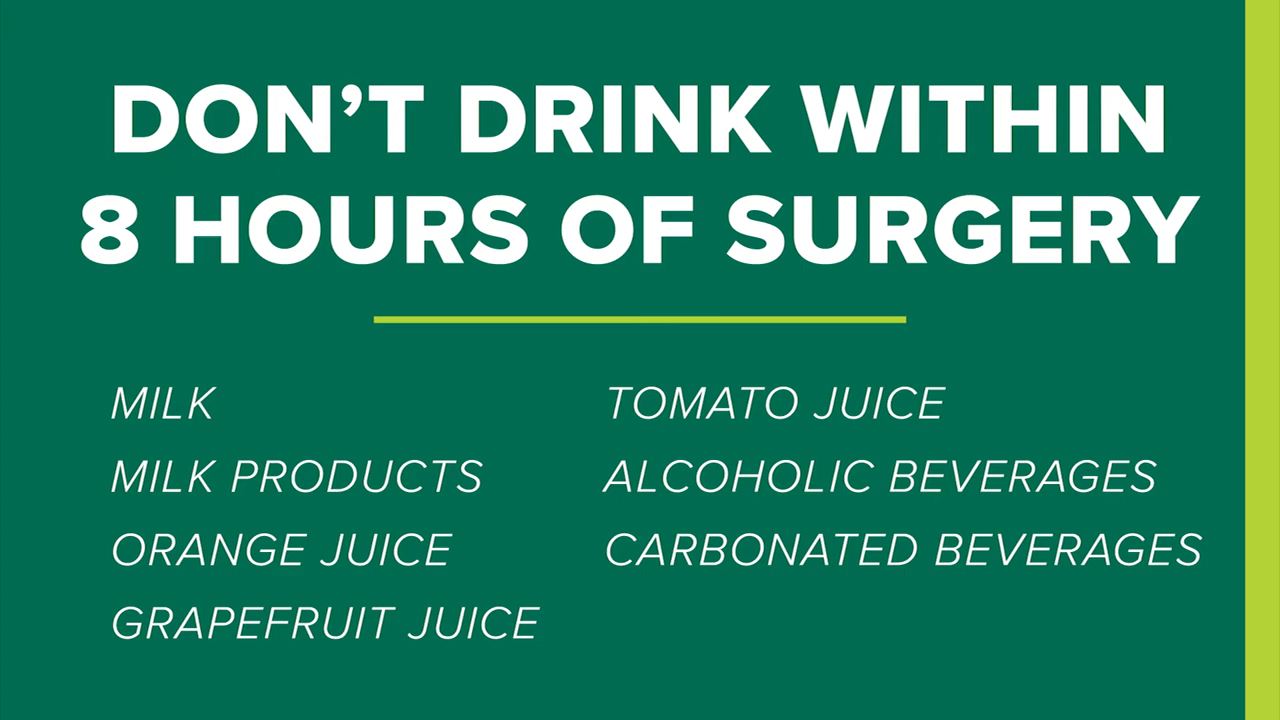 DON'T DRINK WITHIN
8 HOURS OF SURGERY
MILK
MILK PRODUCTS
ORANGE JUICE
GRAPEFRUIT JUICE
TOMATO JUICE
ALCOHOLIC BEVERAGES
CARBONATED BEVERAGES